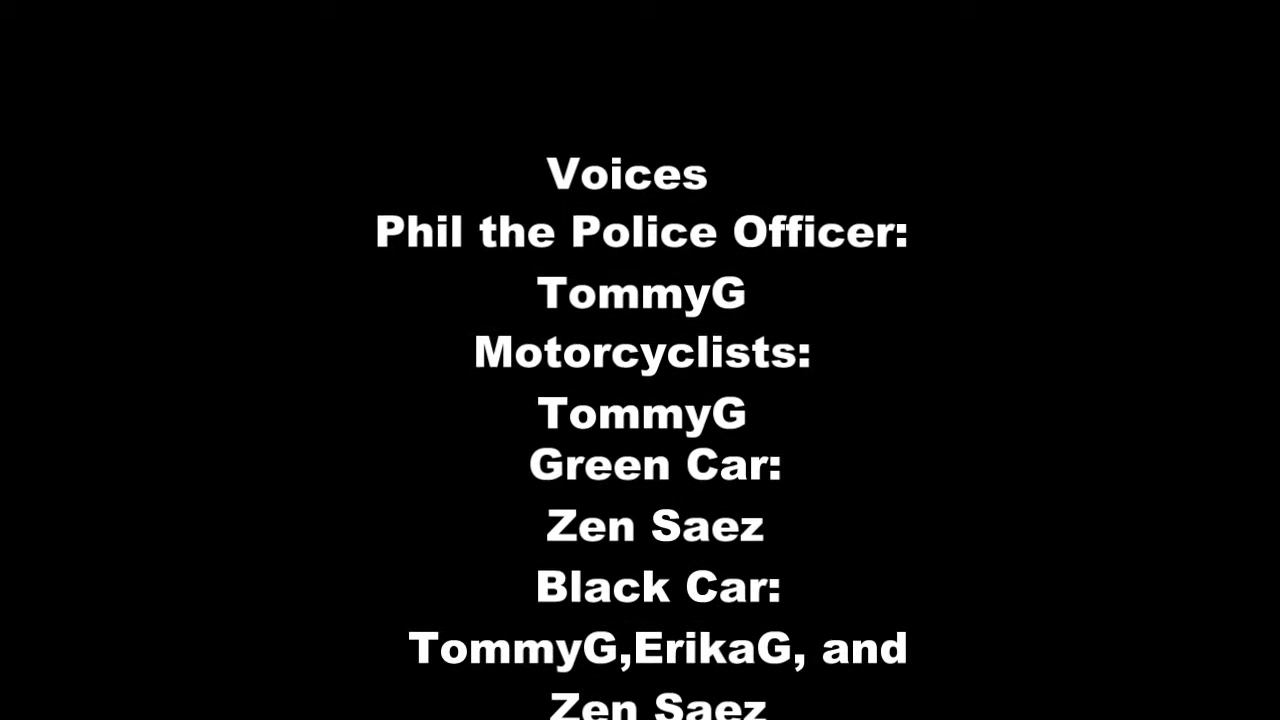 Voices
Phil the Police Officer:
TommyG
Motorcyclists:
TommyG
Green Car:
Zen Saez
Black Car:
TommyG,ErikaG, and
Zen Saez